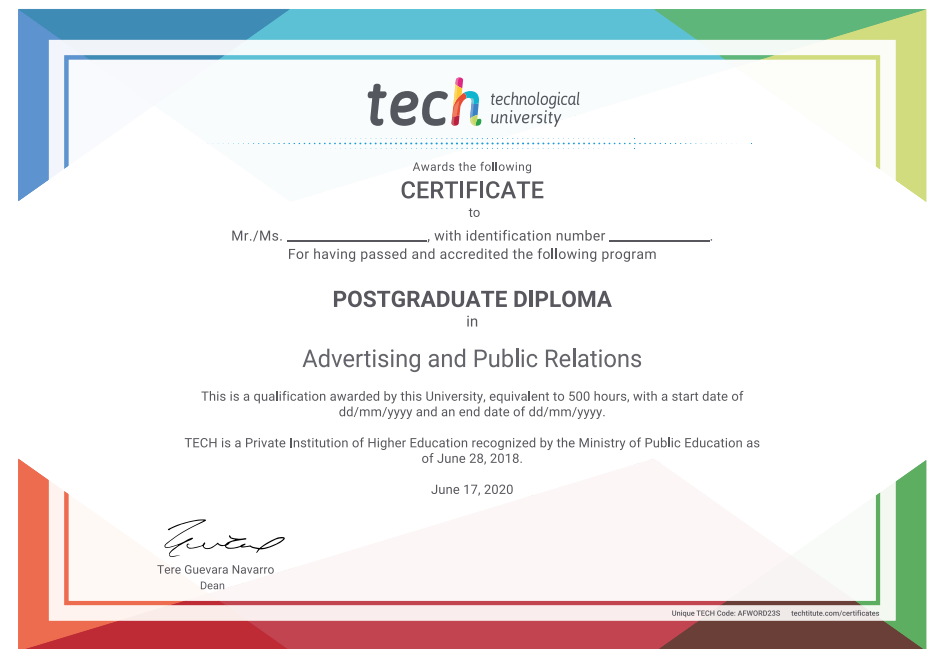 tech technological
university
Awards the following
CERTIFICATE
to
Mr./Ms. ____________________, with identification number ______________.
For having passed and accredited the following program
POSTGRADUATE DIPLOMA
in
Advertising and Public Relations
This is a qualification awarded by this University, equivalent to 500 hours, with a start date of
dd/mm/yyyy and an end date of dd/mm/yyyy.
TECH is a Private Institution of Higher Education recognized by the Ministry of Public Education as
of June 28, 2018.
June 17, 2020
Tere Guevara Navarro
Dean
Unique TECH Code: AFWORD23S techtitute.com/certificates